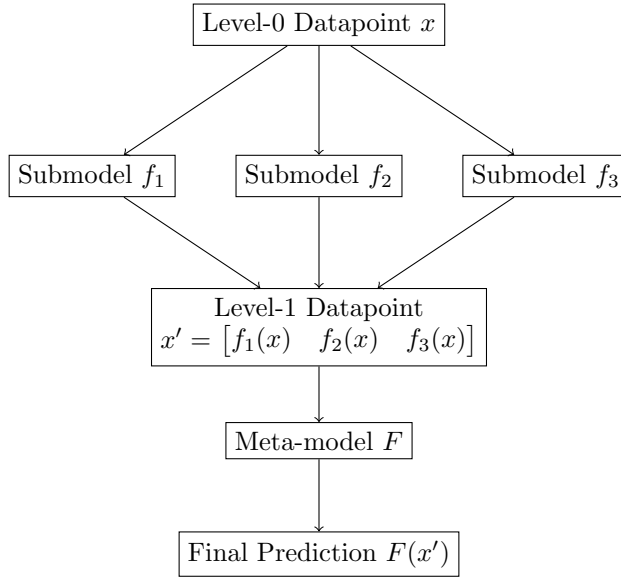 Level-0 Datapoint x
Submodel f₁
Submodel f₂
Submodel f₃
Level-1 Datapoint
x′ = [f₁(x) f₂(x) f₃(x)]
Meta-model F
Final Prediction F(x′)